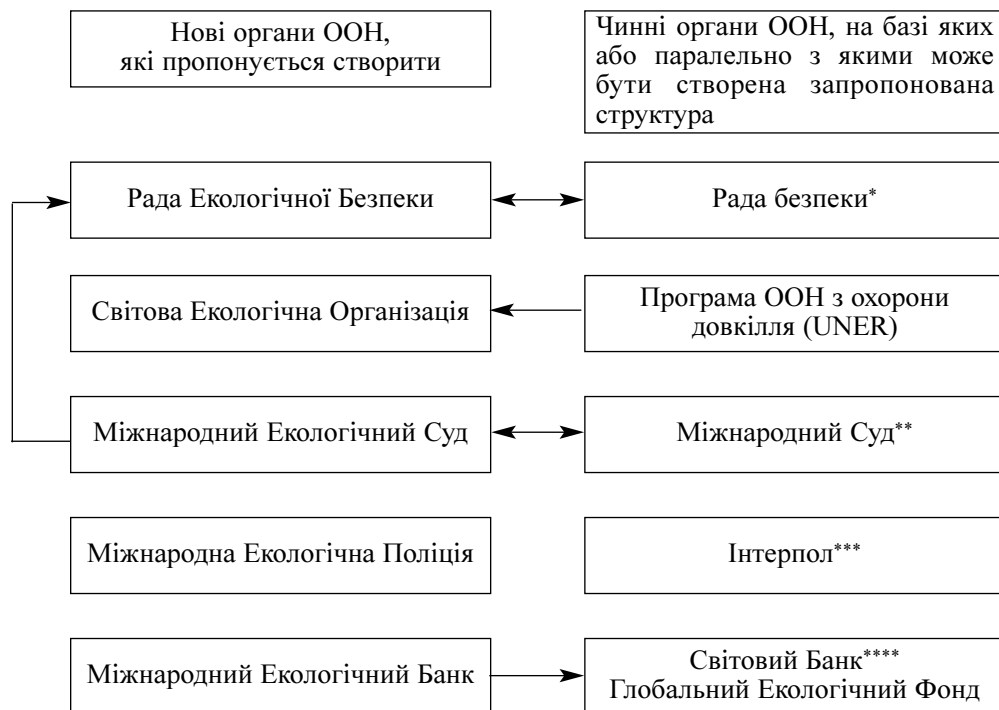 Нові органи ООН,
які пропонується створити
Чинні органи ООН, на базі яких
або паралельно з якими може
бути створена запропонована
структура
Рада Екологічної Безпеки
Рада безпеки*
Світова Екологічна Організація
Програма ООН з охорони
довкілля (UNER)
Міжнародний Екологічний Суд
Міжнародний Суд**
Міжнародна Екологічна Поліція
Інтерпол***
Міжнародний Екологічний Банк
Світовий Банк****
Глобальний Екологічний Фонд